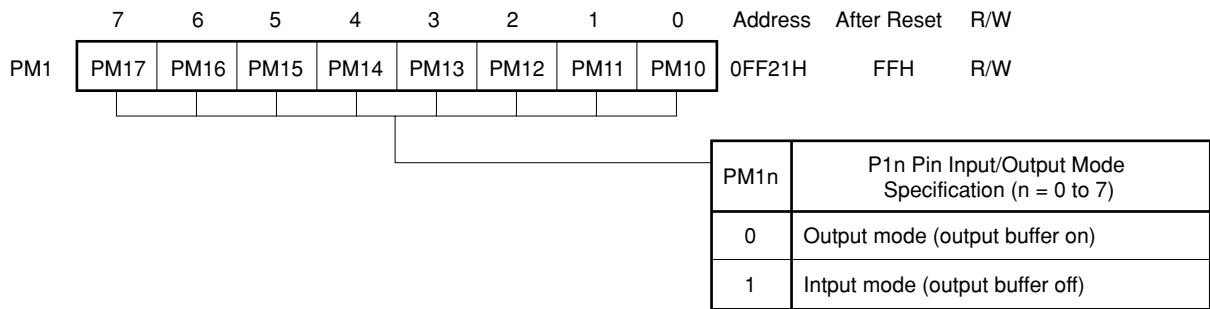 7 6 5 4 3 2 1 0 Address After Reset R/W
PM1 PM17 PM16 PM15 PM14 PM13 PM12 PM11 PM10 0FF21H FFH R/W
PM1n P1n Pin Input/Output Mode
Specification (n = 0 to 7)
0 Output mode (output buffer on)
1 Intput mode (output buffer off)